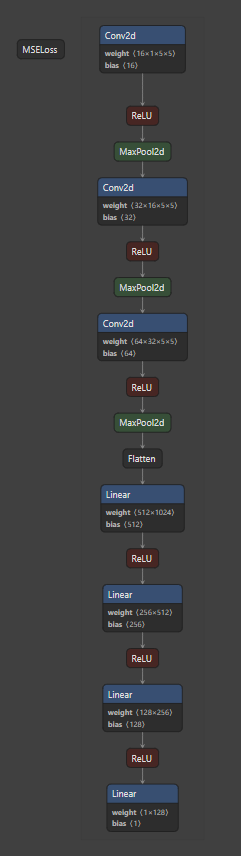 MSELoss
Conv2d
weight ⟨16×1×5×5⟩
bias ⟨16⟩
ReLU
MaxPool2d
Conv2d
weight ⟨32×16×5×5⟩
bias ⟨32⟩
ReLU
MaxPool2d
Conv2d
weight ⟨64×32×5×5⟩
bias ⟨64⟩
ReLU
MaxPool2d
Flatten
Linear
weight ⟨512×1024⟩
bias ⟨512⟩
ReLU
Linear
weight ⟨256×512⟩
bias ⟨256⟩
ReLU
Linear
weight ⟨128×256⟩
bias ⟨128⟩
ReLU
Linear
weight ⟨1×128⟩
bias ⟨1⟩